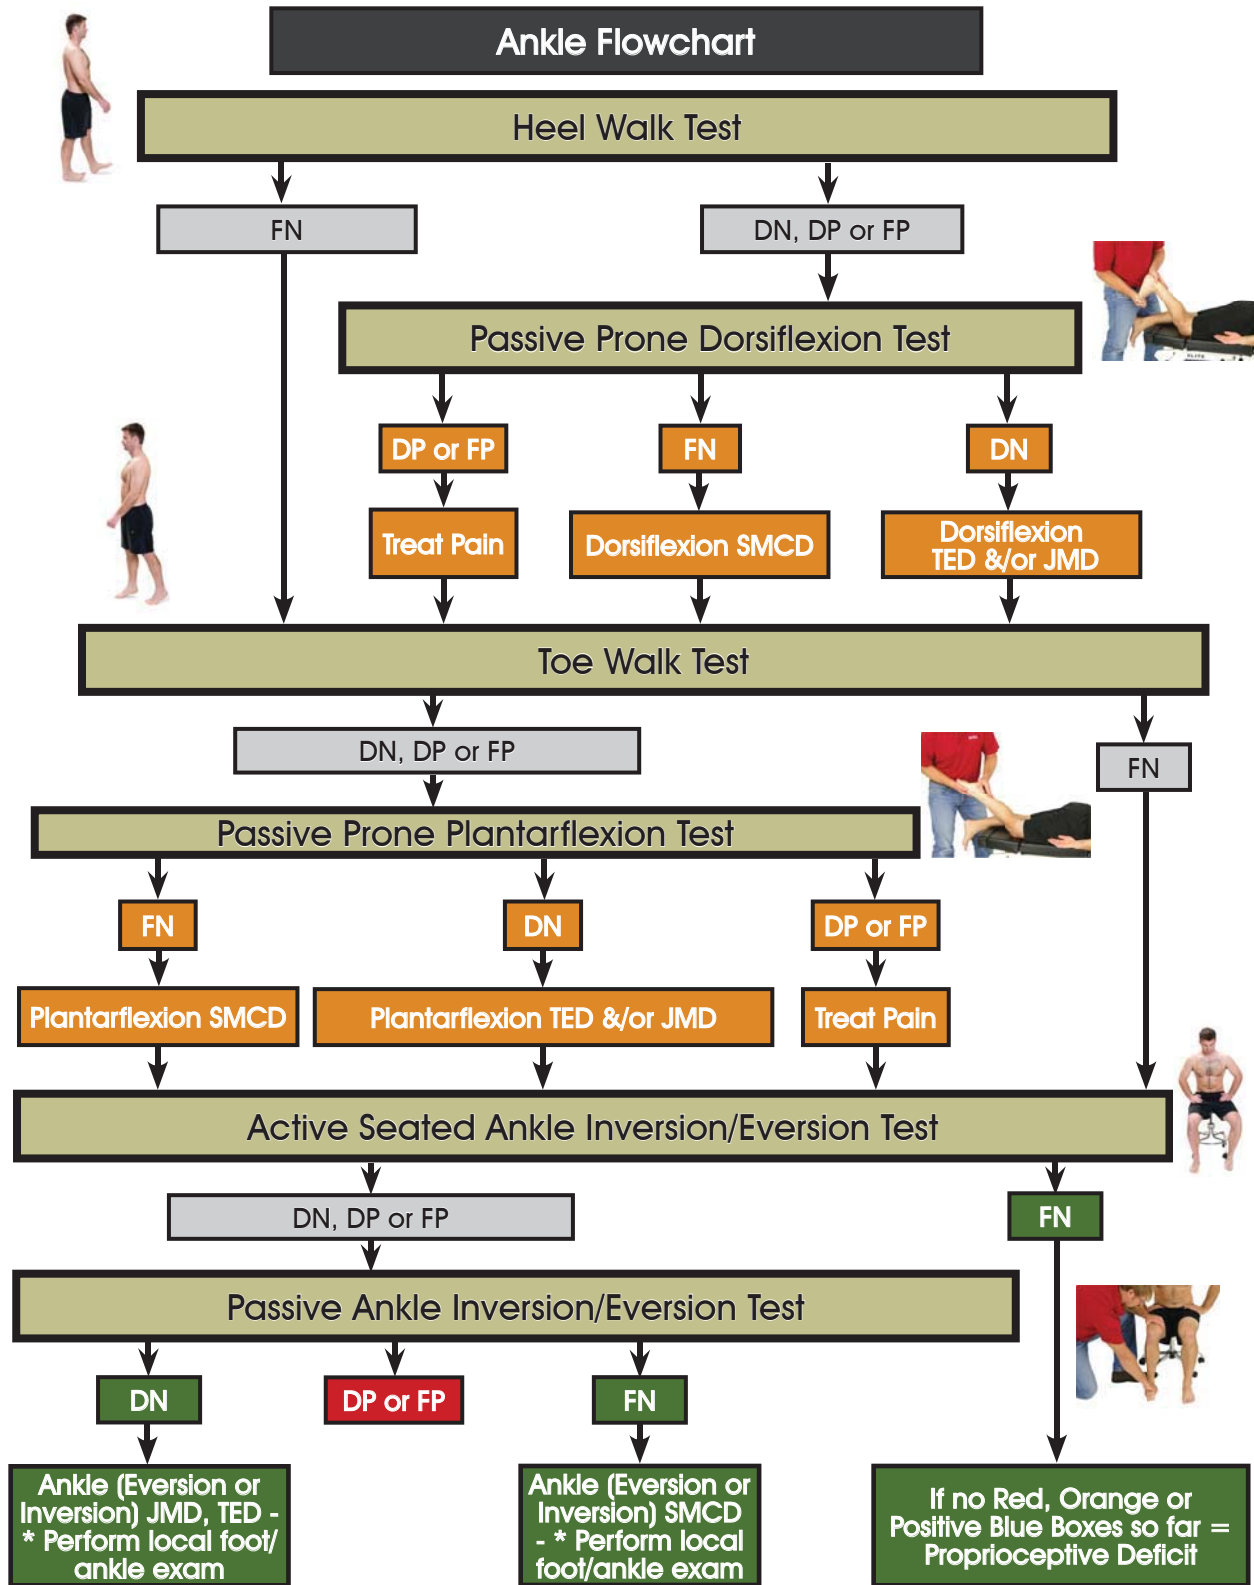 Ankle Flowchart
Heel Walk Test
FN
DN, DP or FP
Passive Prone Dorsiflexion Test
DP or FP
FN
DN
Treat Pain
Dorsiflexion SMCD
Dorsiflexion
TED &/or JMD
Toe Walk Test
DN, DP or FP
FN
Passive Prone Plantarflexion Test
FN
DN
DP or FP
Plantarflexion SMCD
Plantarflexion TED &/or JMD
Treat Pain
Active Seated Ankle Inversion/Eversion Test
DN, DP or FP
FN
Passive Ankle Inversion/Eversion Test
DN
DP or FP
FN
Ankle (Eversion or
Inversion) JMD, TED -
* Perform local foot/
ankle exam
Ankle (Eversion or
Inversion) SMCD
- * Perform local
foot/ankle exam
If no Red, Orange or
Positive Blue Boxes so far =
Proprioceptive Deficit